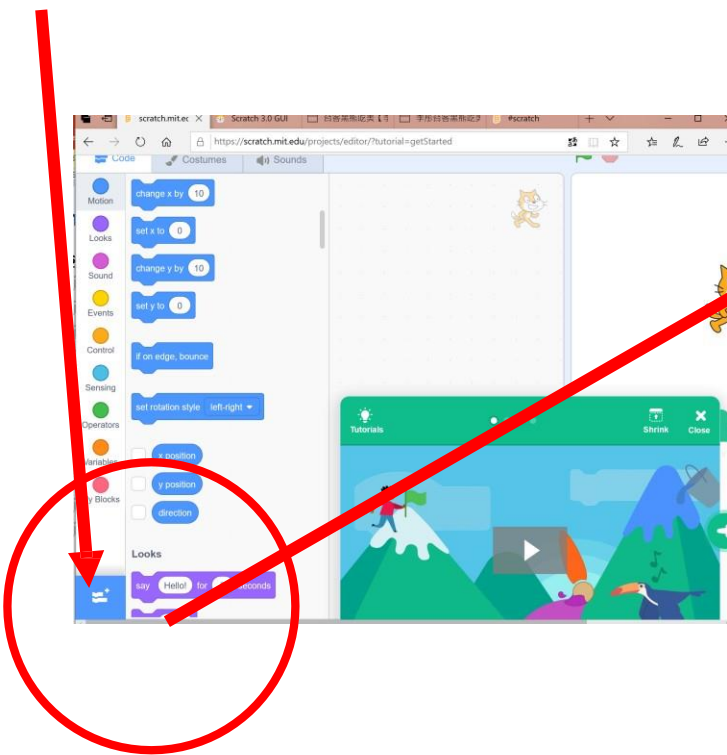 scratch.mit.ec
Scratch 3.0 GUI
#scratch
https://scratch.mit.edu/projects/editor/?tutorial=getStarted
Code
Costumes
Sounds
Motion
Looks
Sound
Events
Control
Sensing
Operators
Variables
y Blocks
change x by 10
set x to 0
change y by 10
set y to 0
if on edge, bounce
set rotation style left-right
x position
y position
direction
Looks
say Hello! for seconds
Tutorials
Shrink
Close